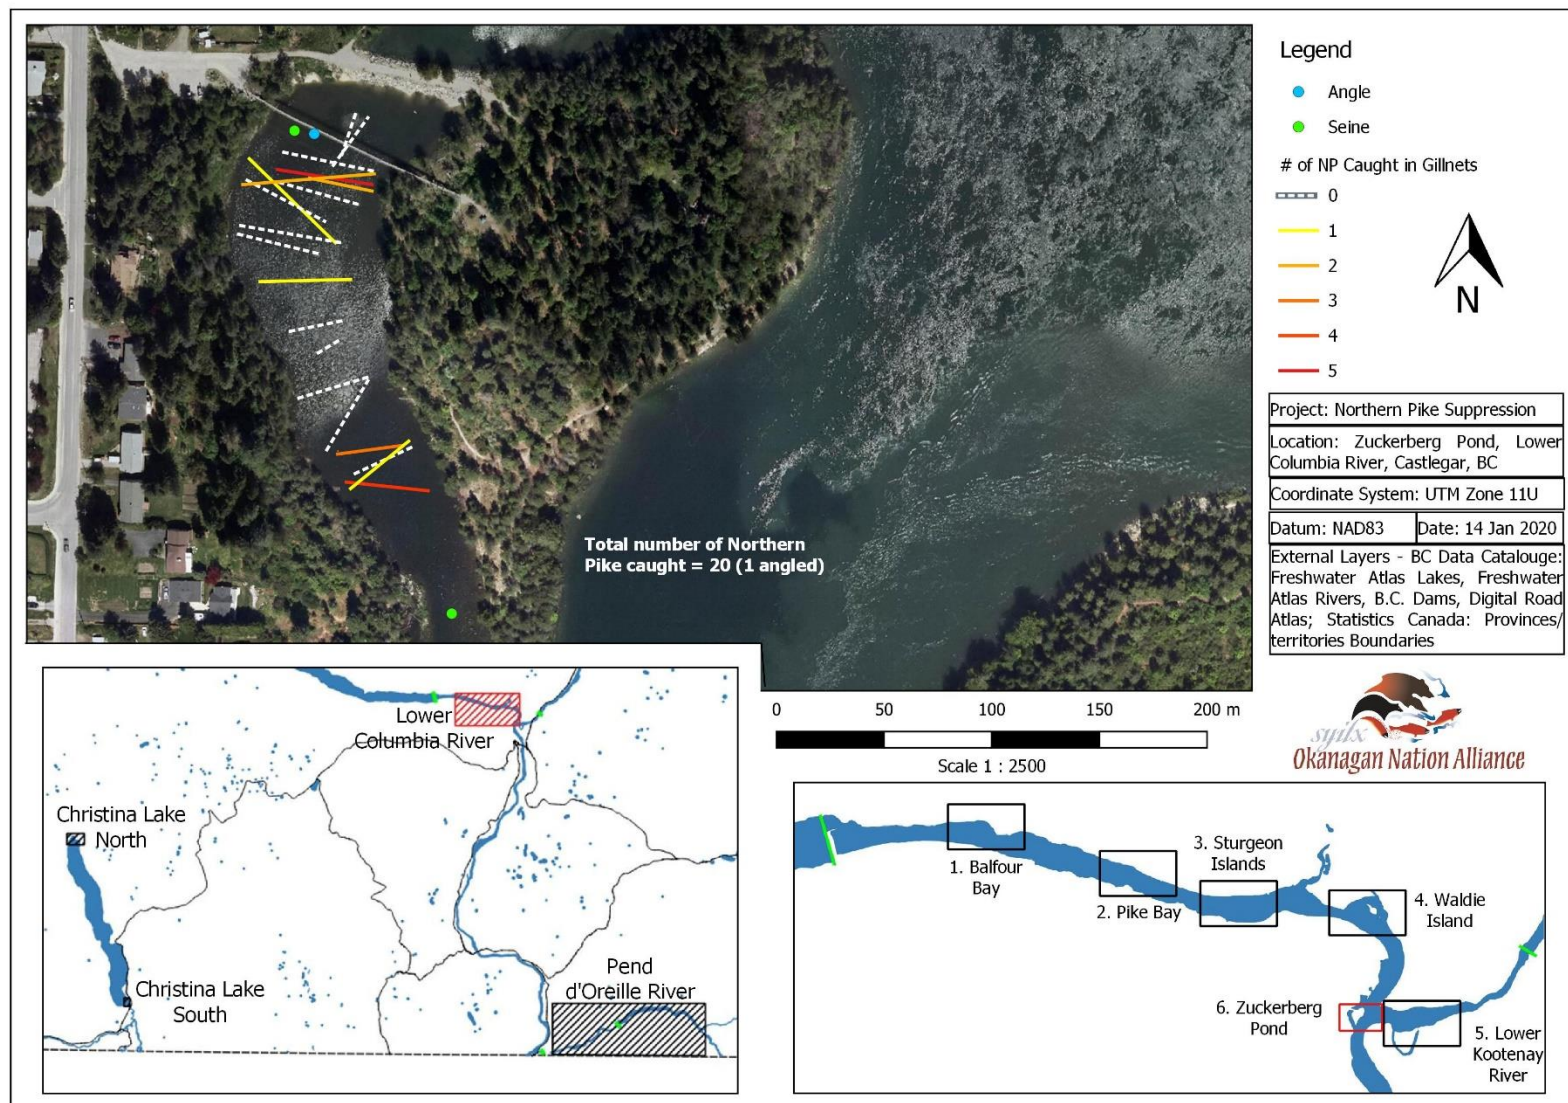 Legend
Angle
Seine
# of NP Caught in Gillnets
0
1
2
3
4
5
N
Project: Northern Pike Suppression
Location: Zuckerberg Pond, Lower
Columbia River, Castlegar, BC
Coordinate System: UTM Zone 11U
Datum: NAD83
Date: 14 Jan 2020
External Layers - BC Data Catalouge:
Freshwater Atlas Lakes, Freshwater
Atlas Rivers, B.C. Dams, Digital Road
Atlas; Statistics Canada: Provinces/
territories Boundaries
syilx
Okanagan Nation Alliance
Total number of Northern
Pike caught = 20 (1 angled)
0 50 100 150 200 m
Scale 1 : 2500
Lower
Columbia River
Christina Lake
North
Christina Lake
South
Pend
d'Oreille River
1. Balfour
Bay
2. Pike Bay
3. Sturgeon
Islands
4. Waldie
Island
6. Zuckerberg
Pond
5. Lower
Kootenay
River